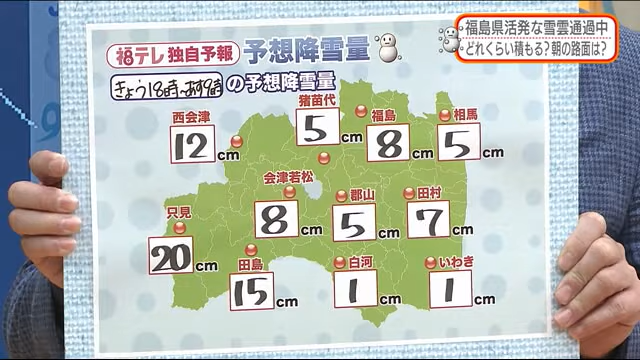 福島県活発な雪雲通過中
どれくらい積もる?朝の路面は?
福テレ 独自予報 予想降雪量
きょう18時〜あす9時の予想降雪量
西会津
12cm
猪苗代
5cm
福島
8cm
相馬
5cm
会津若松
8cm
郡山
5cm
田村
7cm
只見
20cm
田島
15cm
白河
1cm
いわき
1cm